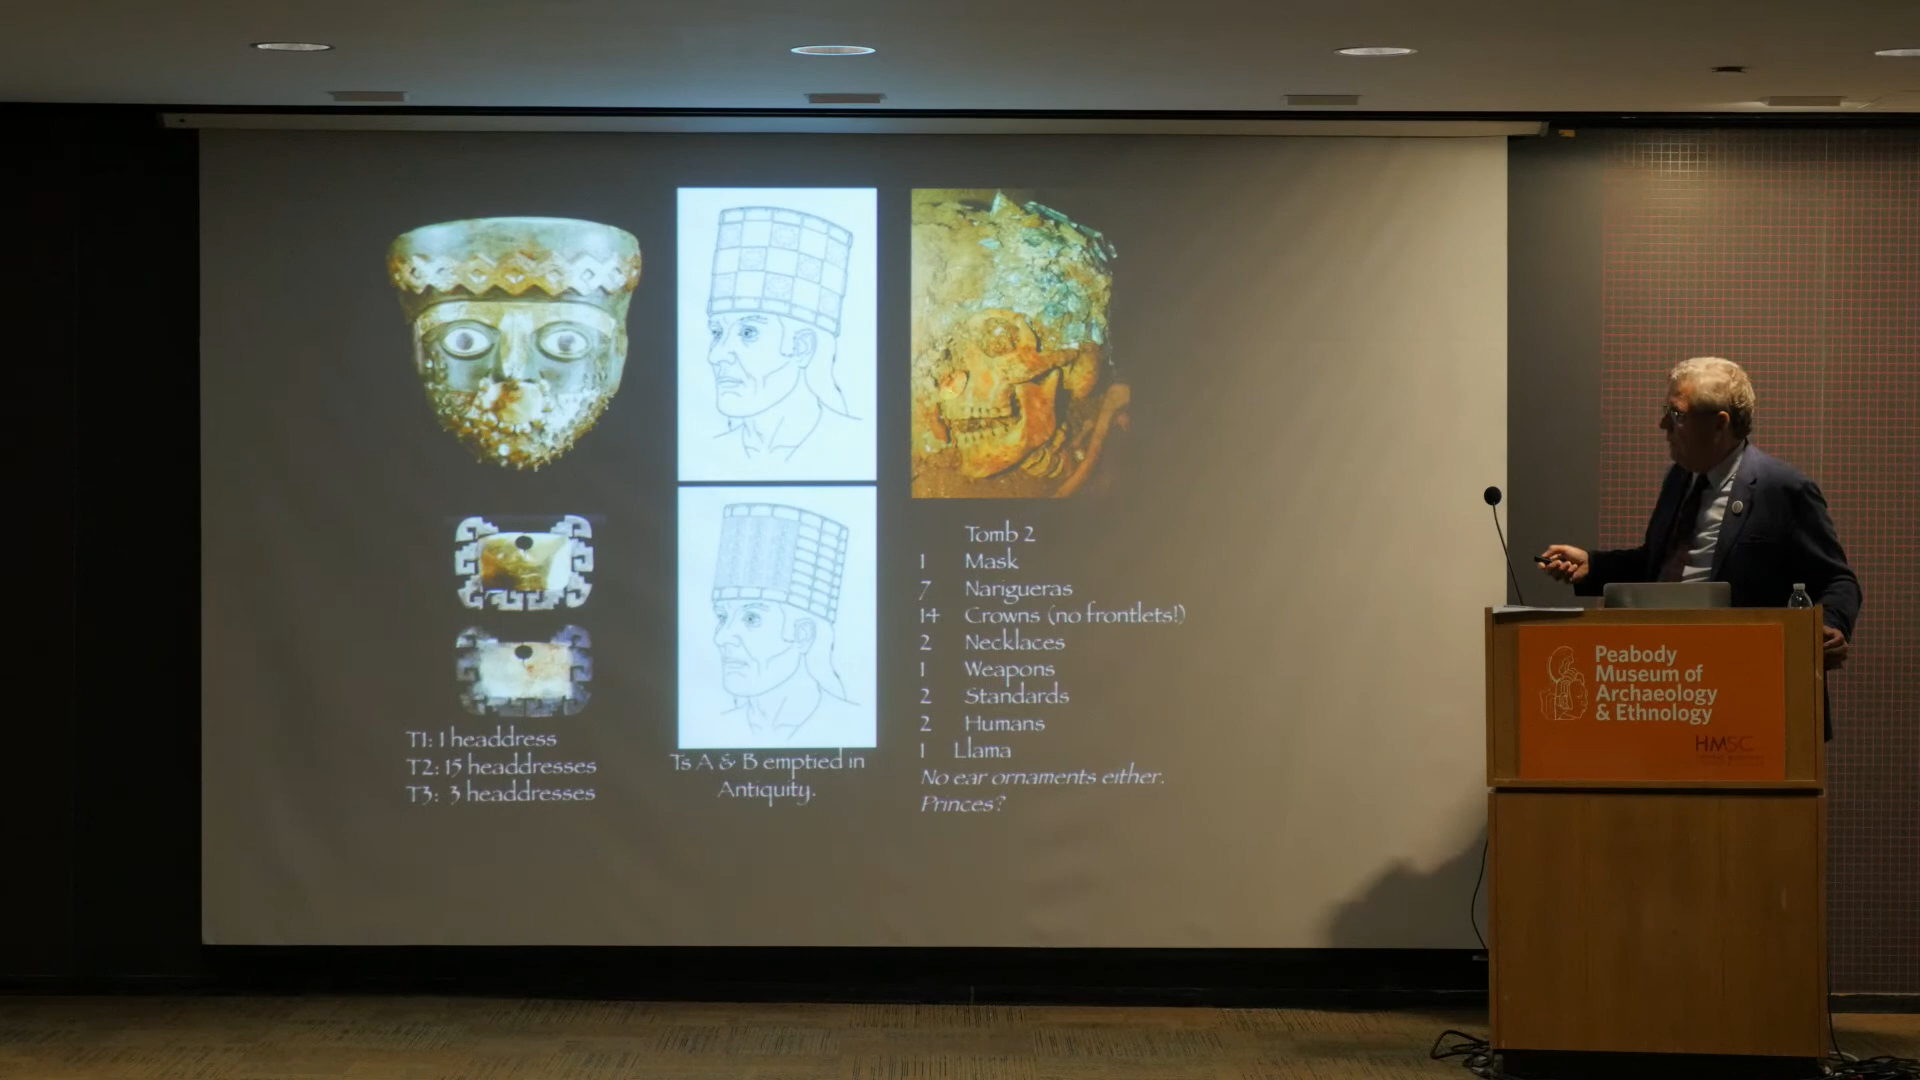 T1: 1 headdress
T2: 15 headdresses
T3: 3 headdresses
Ts A & B emptied in
Antiquity.
Tomb 2
1 Mask
7 Narigueras
14 Crowns (no frontlets!)
2 Necklaces
1 Weapons
2 Standards
2 Humans
1 Llama
No ear ornaments either.
Princes?
Peabody
Museum of
Archaeology
& Ethnology
HMSC